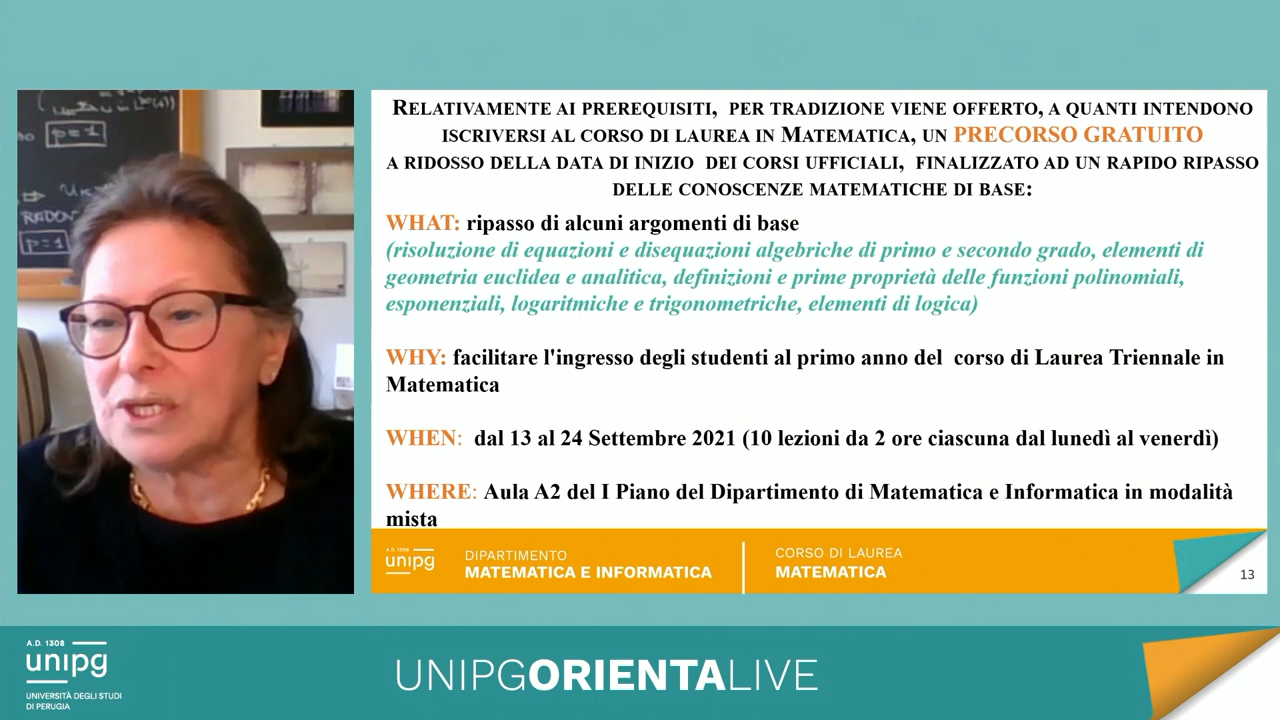 p=1
p=1
RELATIVAMENTE AI PREREQUISITI, PER TRADIZIONE VIENE OFFERTO, A QUANTI INTENDONO
ISCRIVERSI AL CORSO DI LAUREA IN MATEMATICA, UN PRECORSO GRATUITO
A RIDOSSO DELLA DATA DI INIZIO DEI CORSI UFFICIALI, FINALIZZATO AD UN RAPIDO RIPASSO
DELLE CONOSCENZE MATEMATICHE DI BASE:
WHAT: ripasso di alcuni argomenti di base
(risoluzione di equazioni e disequazioni algebriche di primo e secondo grado, elementi di
geometria euclidea e analitica, definizioni e prime proprietà delle funzioni polinomiali,
esponenziali, logaritmiche e trigonometriche, elementi di logica)
WHY: facilitare l'ingresso degli studenti al primo anno del corso di Laurea Triennale in
Matematica
WHEN: dal 13 al 24 Settembre 2021 (10 lezioni da 2 ore ciascuna dal lunedì al venerdì)
WHERE: Aula A2 del I Piano del Dipartimento di Matematica e Informatica in modalità
mista
A.D. 1308
unipg
DIPARTIMENTO
MATEMATICA E INFORMATICA
CORSO DI LAUREA
MATEMATICA
13
A.D. 1308
unipg
UNIVERSITÀ DEGLI STUDI
DI PERUGIA
UNIPGORIENTALIVE